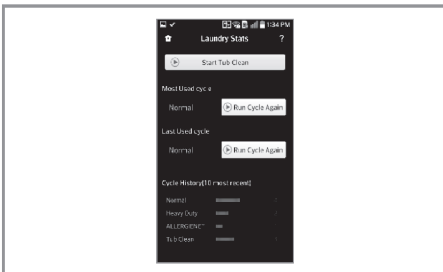 1:34 PM
Laundry Stats ?
Start Tub Clean
Most Used cycle
Normal Run Cycle Again
Last Used cycle
Normal Run Cycle Again
Cycle History(10 most recent)
Normal
Heavy Duty
ALLERGIENE™
Tub Clean